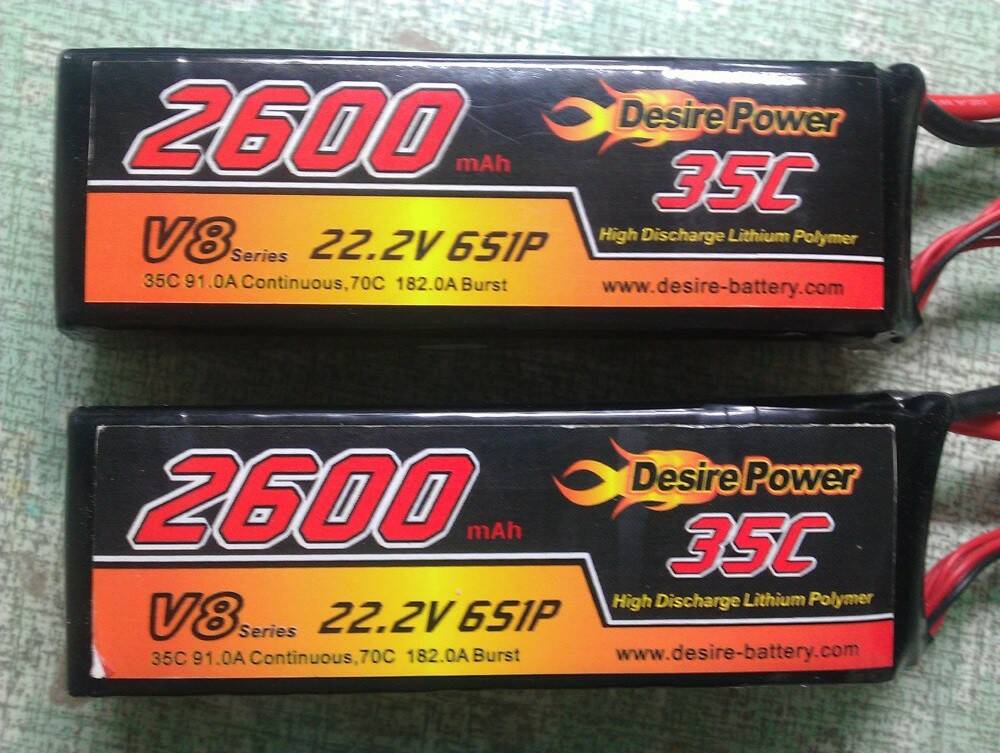 2600 mAh
Desire Power
35C
High Discharge Lithium Polymer
V8 Series 22.2V 6S1P
35C 91.0A Continuous,70C 182.0A Burst
www.desire-battery.com
2600 mAh
Desire Power
35C
High Discharge Lithium Polymer
V8 Series 22.2V 6S1P
35C 91.0A Continuous,70C 182.0A Burst
www.desire-battery.com